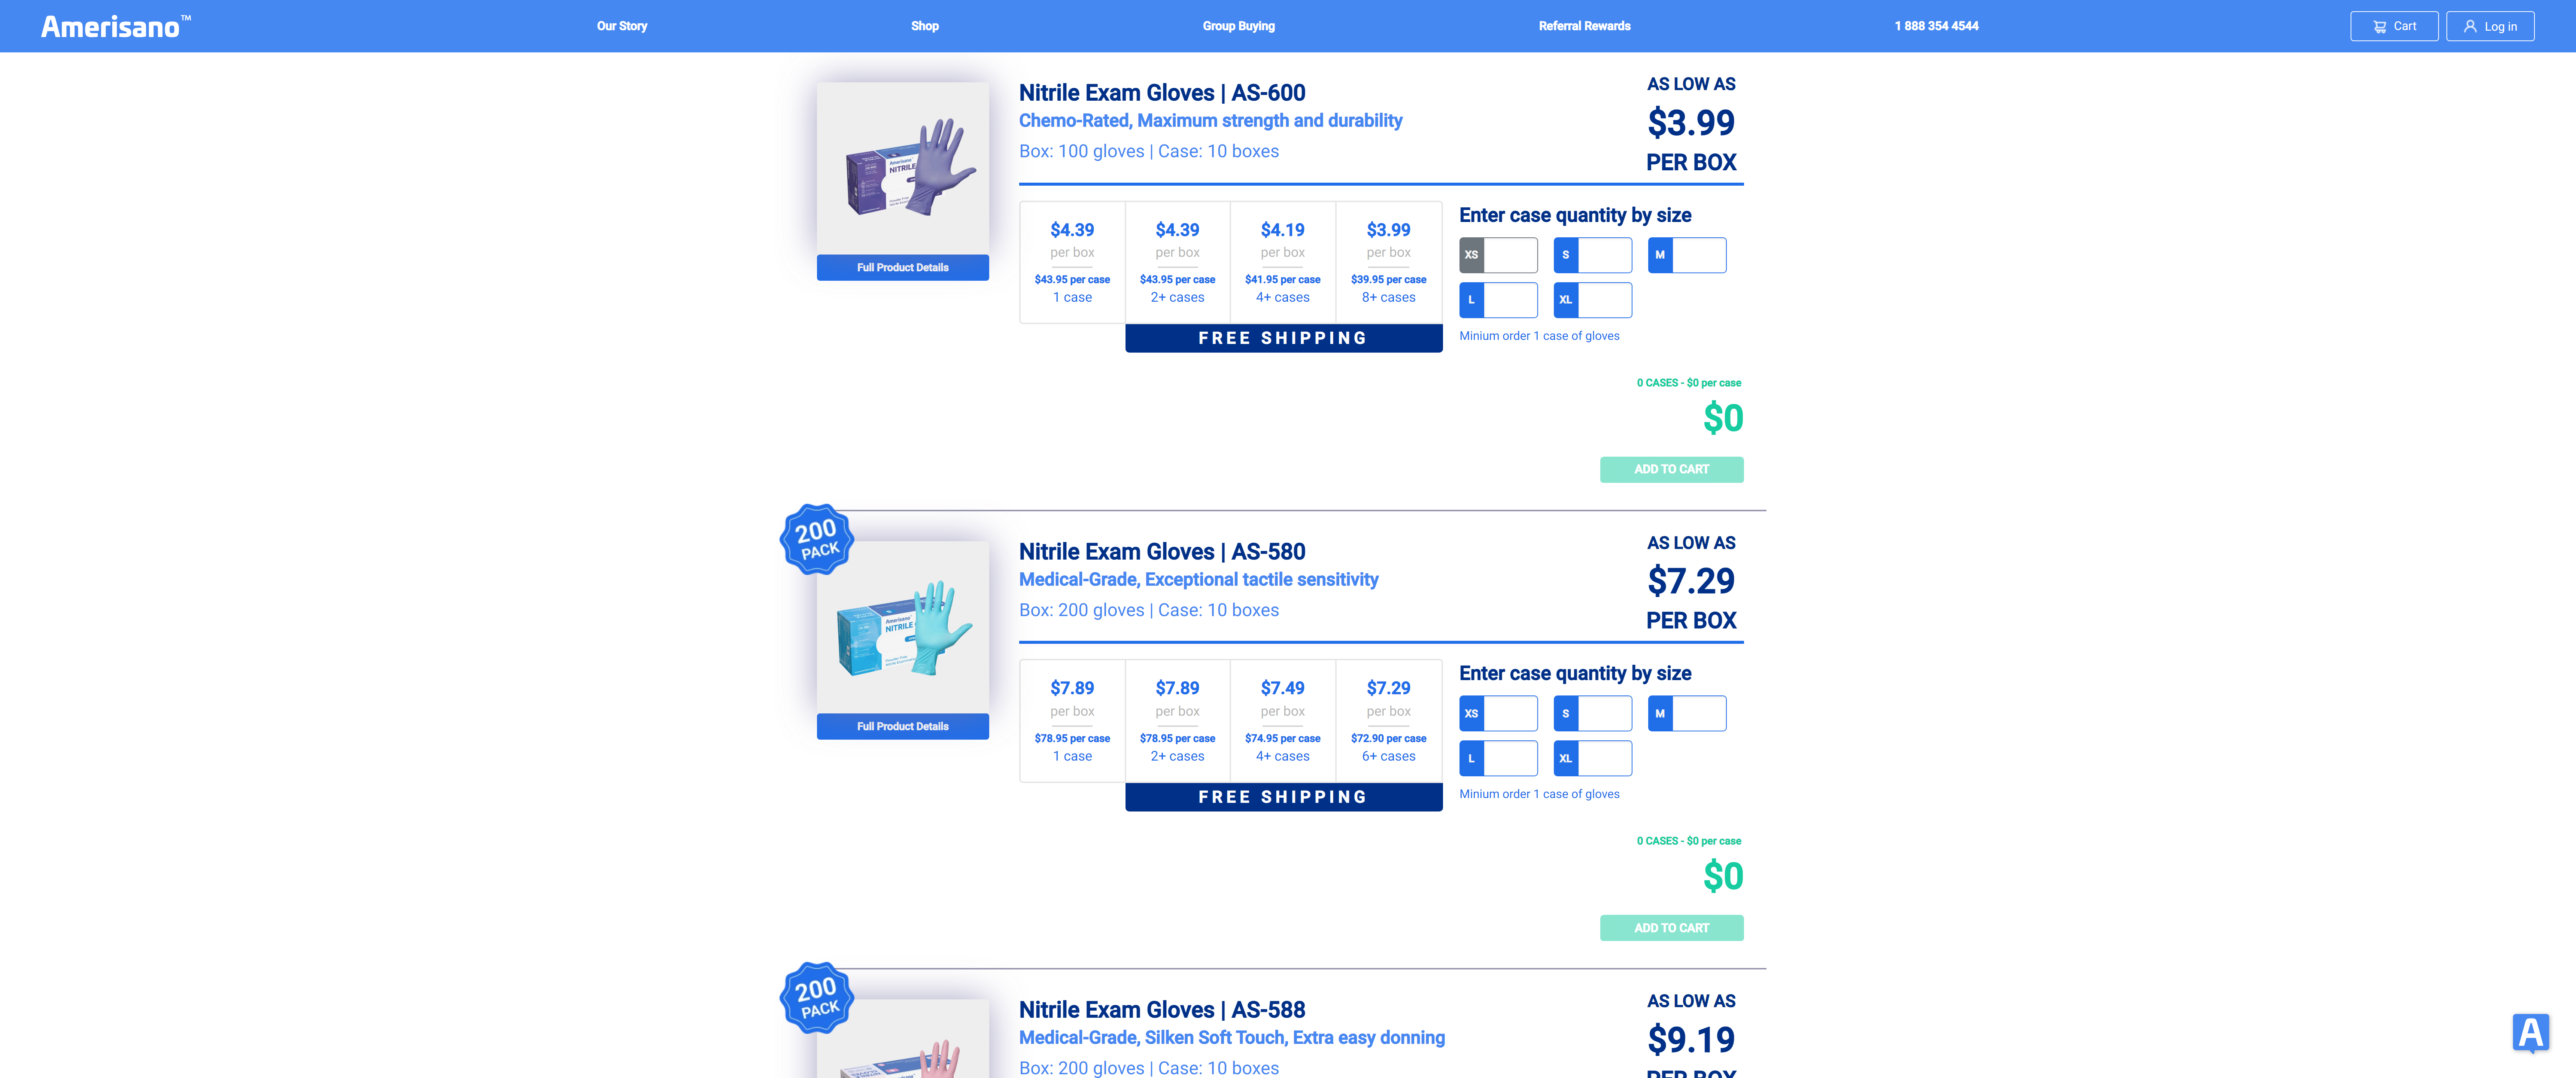 Amerisano™
Our Story
Shop
Group Buying
Referral Rewards
1 888 354 4544
Cart
Log in
Amerisano
NITRILE
Full Product Details
Nitrile Exam Gloves | AS-600
Chemo-Rated, Maximum strength and durability
Box: 100 gloves | Case: 10 boxes
AS LOW AS
$3.99
PER BOX
$4.39
per box
$43.95 per case
1 case
$4.39
per box
$43.95 per case
2+ cases
$4.19
per box
$41.95 per case
4+ cases
$3.99
per box
$39.95 per case
8+ cases
FREE SHIPPING
Enter case quantity by size
XS
S
M
L
XL
Minium order 1 case of gloves
0 CASES - $0 per case
$0
ADD TO CART
200
PACK
Amerisano
NITRILE
Full Product Details
Nitrile Exam Gloves | AS-580
Medical-Grade, Exceptional tactile sensitivity
Box: 200 gloves | Case: 10 boxes
AS LOW AS
$7.29
PER BOX
$7.89
per box
$78.95 per case
1 case
$7.89
per box
$78.95 per case
2+ cases
$7.49
per box
$74.95 per case
4+ cases
$7.29
per box
$72.90 per case
6+ cases
FREE SHIPPING
Enter case quantity by size
XS
S
M
L
XL
Minium order 1 case of gloves
0 CASES - $0 per case
$0
ADD TO CART
200
PACK
Nitrile Exam Gloves | AS-588
Medical-Grade, Silken Soft Touch, Extra easy donning
Box: 200 gloves | Case: 10 boxes
AS LOW AS
$9.19
PER BOX
A